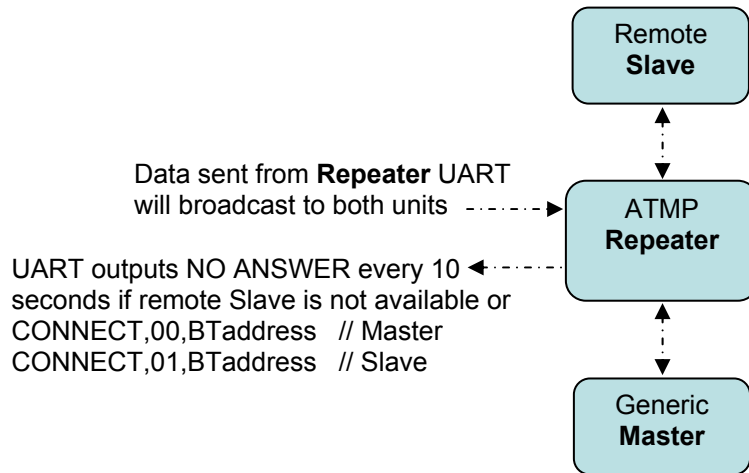 Remote
Slave
Data sent from Repeater UART
will broadcast to both units
ATMP
Repeater
UART outputs NO ANSWER every 10
seconds if remote Slave is not available or
CONNECT,00,BTaddress // Master
CONNECT,01,BTaddress // Slave
Generic
Master